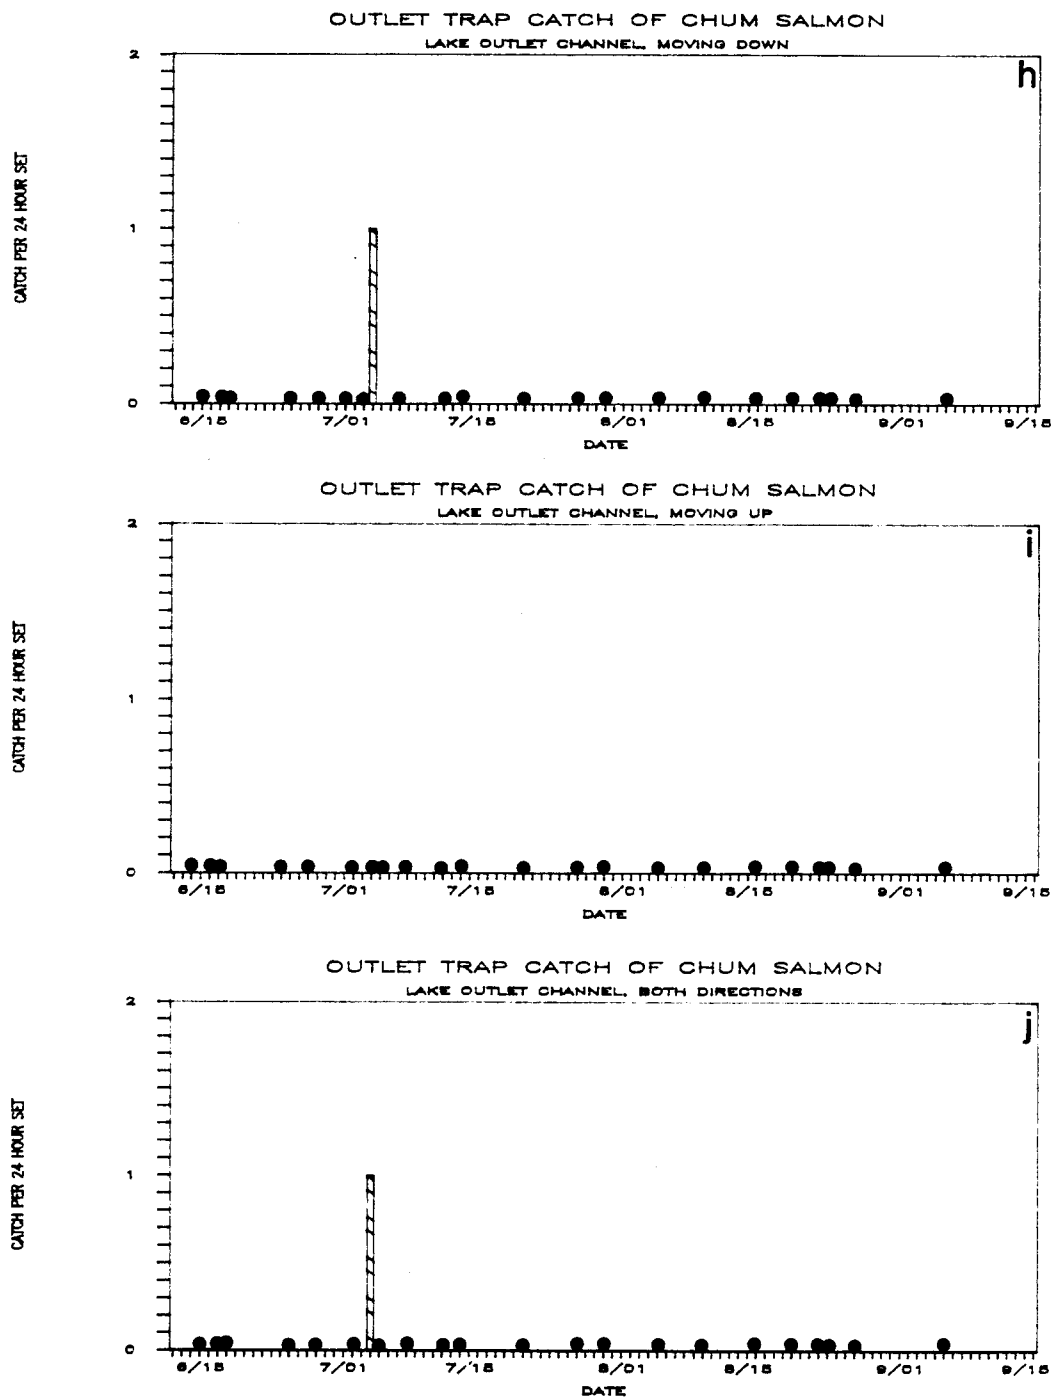 OUTLET TRAP CATCH OF CHUM SALMON
LAKE OUTLET CHANNEL, MOVING DOWN
h
2
1
0
CATCH PER 24 HOUR SET
6/15 7/01 7/15 8/01 8/15 9/01 9/15
DATE
OUTLET TRAP CATCH OF CHUM SALMON
LAKE OUTLET CHANNEL, MOVING UP
i
2
1
0
CATCH PER 24 HOUR SET
6/15 7/01 7/15 8/01 8/15 9/01 9/15
DATE
OUTLET TRAP CATCH OF CHUM SALMON
LAKE OUTLET CHANNEL, BOTH DIRECTIONS
j
2
1
0
CATCH PER 24 HOUR SET
6/15 7/01 7/15 8/01 8/15 9/01 9/15
DATE